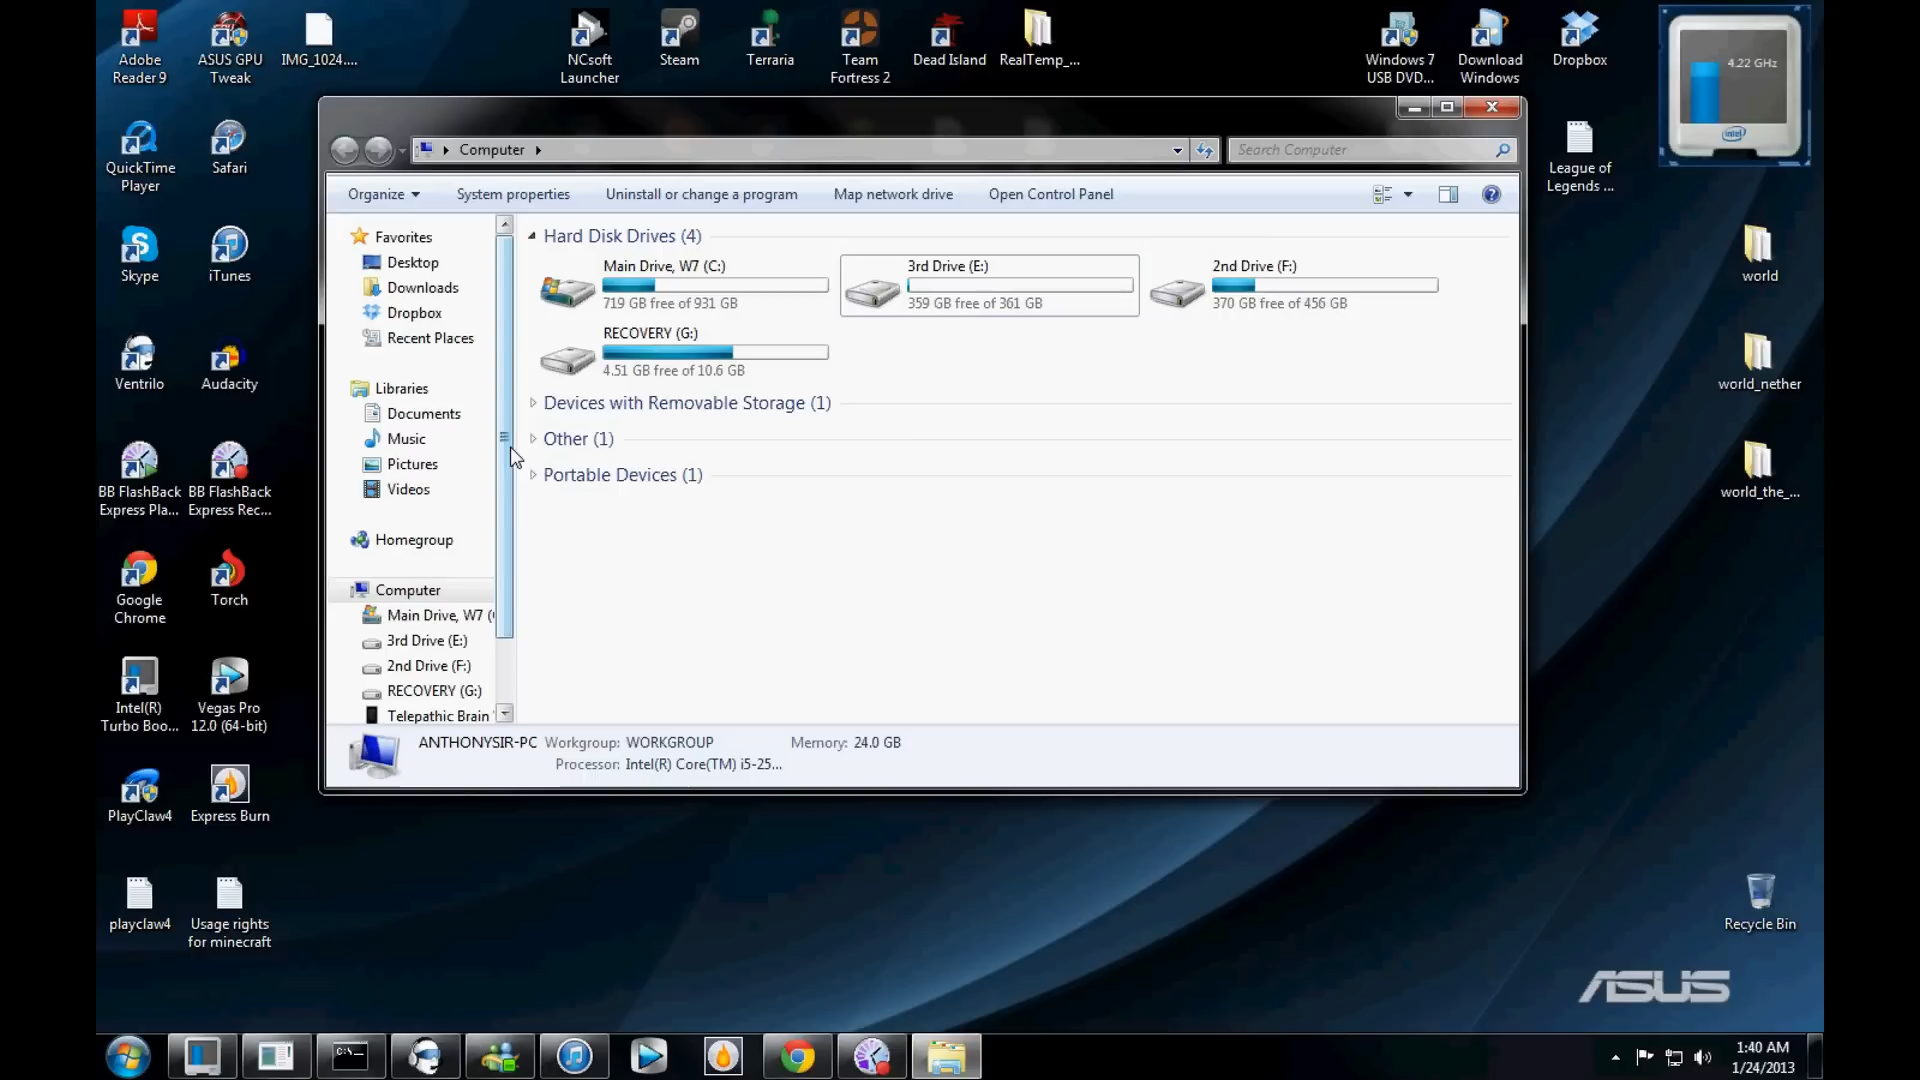 Adobe
Reader 9
ASUS GPU
Tweak
IMG_1024....
NCsoft
Launcher
Steam
Terraria
Team
Fortress 2
Dead Island
RealTemp_...
Windows 7
USB DVD...
Download
Windows
Dropbox
4.22 GHz
intel
QuickTime
Player
Safari
League of
Legends ...
Skype
iTunes
world
Ventrilo
Audacity
world_nether
BB FlashBack
Express Pla...
BB FlashBack
Express Rec...
world_the_...
Google
Chrome
Torch
Intel(R)
Turbo Boo...
Vegas Pro
12.0 (64-bit)
PlayClaw4
Express Burn
playclaw4
Usage rights
for minecraft
Recycle Bin
Computer
Search Computer
Organize
System properties
Uninstall or change a program
Map network drive
Open Control Panel
Favorites
Desktop
Downloads
Dropbox
Recent Places
Libraries
Documents
Music
Pictures
Videos
Homegroup
Computer
Main Drive, W7 (
3rd Drive (E:)
2nd Drive (F:)
RECOVERY (G:)
Telepathic Brain
Hard Disk Drives (4)
Main Drive, W7 (C:)
719 GB free of 931 GB
3rd Drive (E:)
359 GB free of 361 GB
2nd Drive (F:)
370 GB free of 456 GB
RECOVERY (G:)
4.51 GB free of 10.6 GB
Devices with Removable Storage (1)
Other (1)
Portable Devices (1)
ANTHONYSIR-PC Workgroup: WORKGROUP Memory: 24.0 GB
Processor: Intel(R) Core(TM) i5-25...
ASUS
C:\_
1:40 AM
1/24/2013